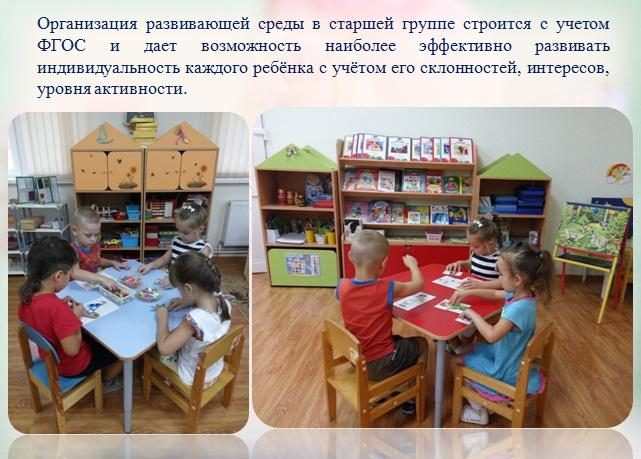 Организация развивающей среды в старшей группе строится с учетом
ФГОС и дает возможность наиболее эффективно развивать
индивидуальность каждого ребёнка с учётом его склонностей, интересов,
уровня активности.